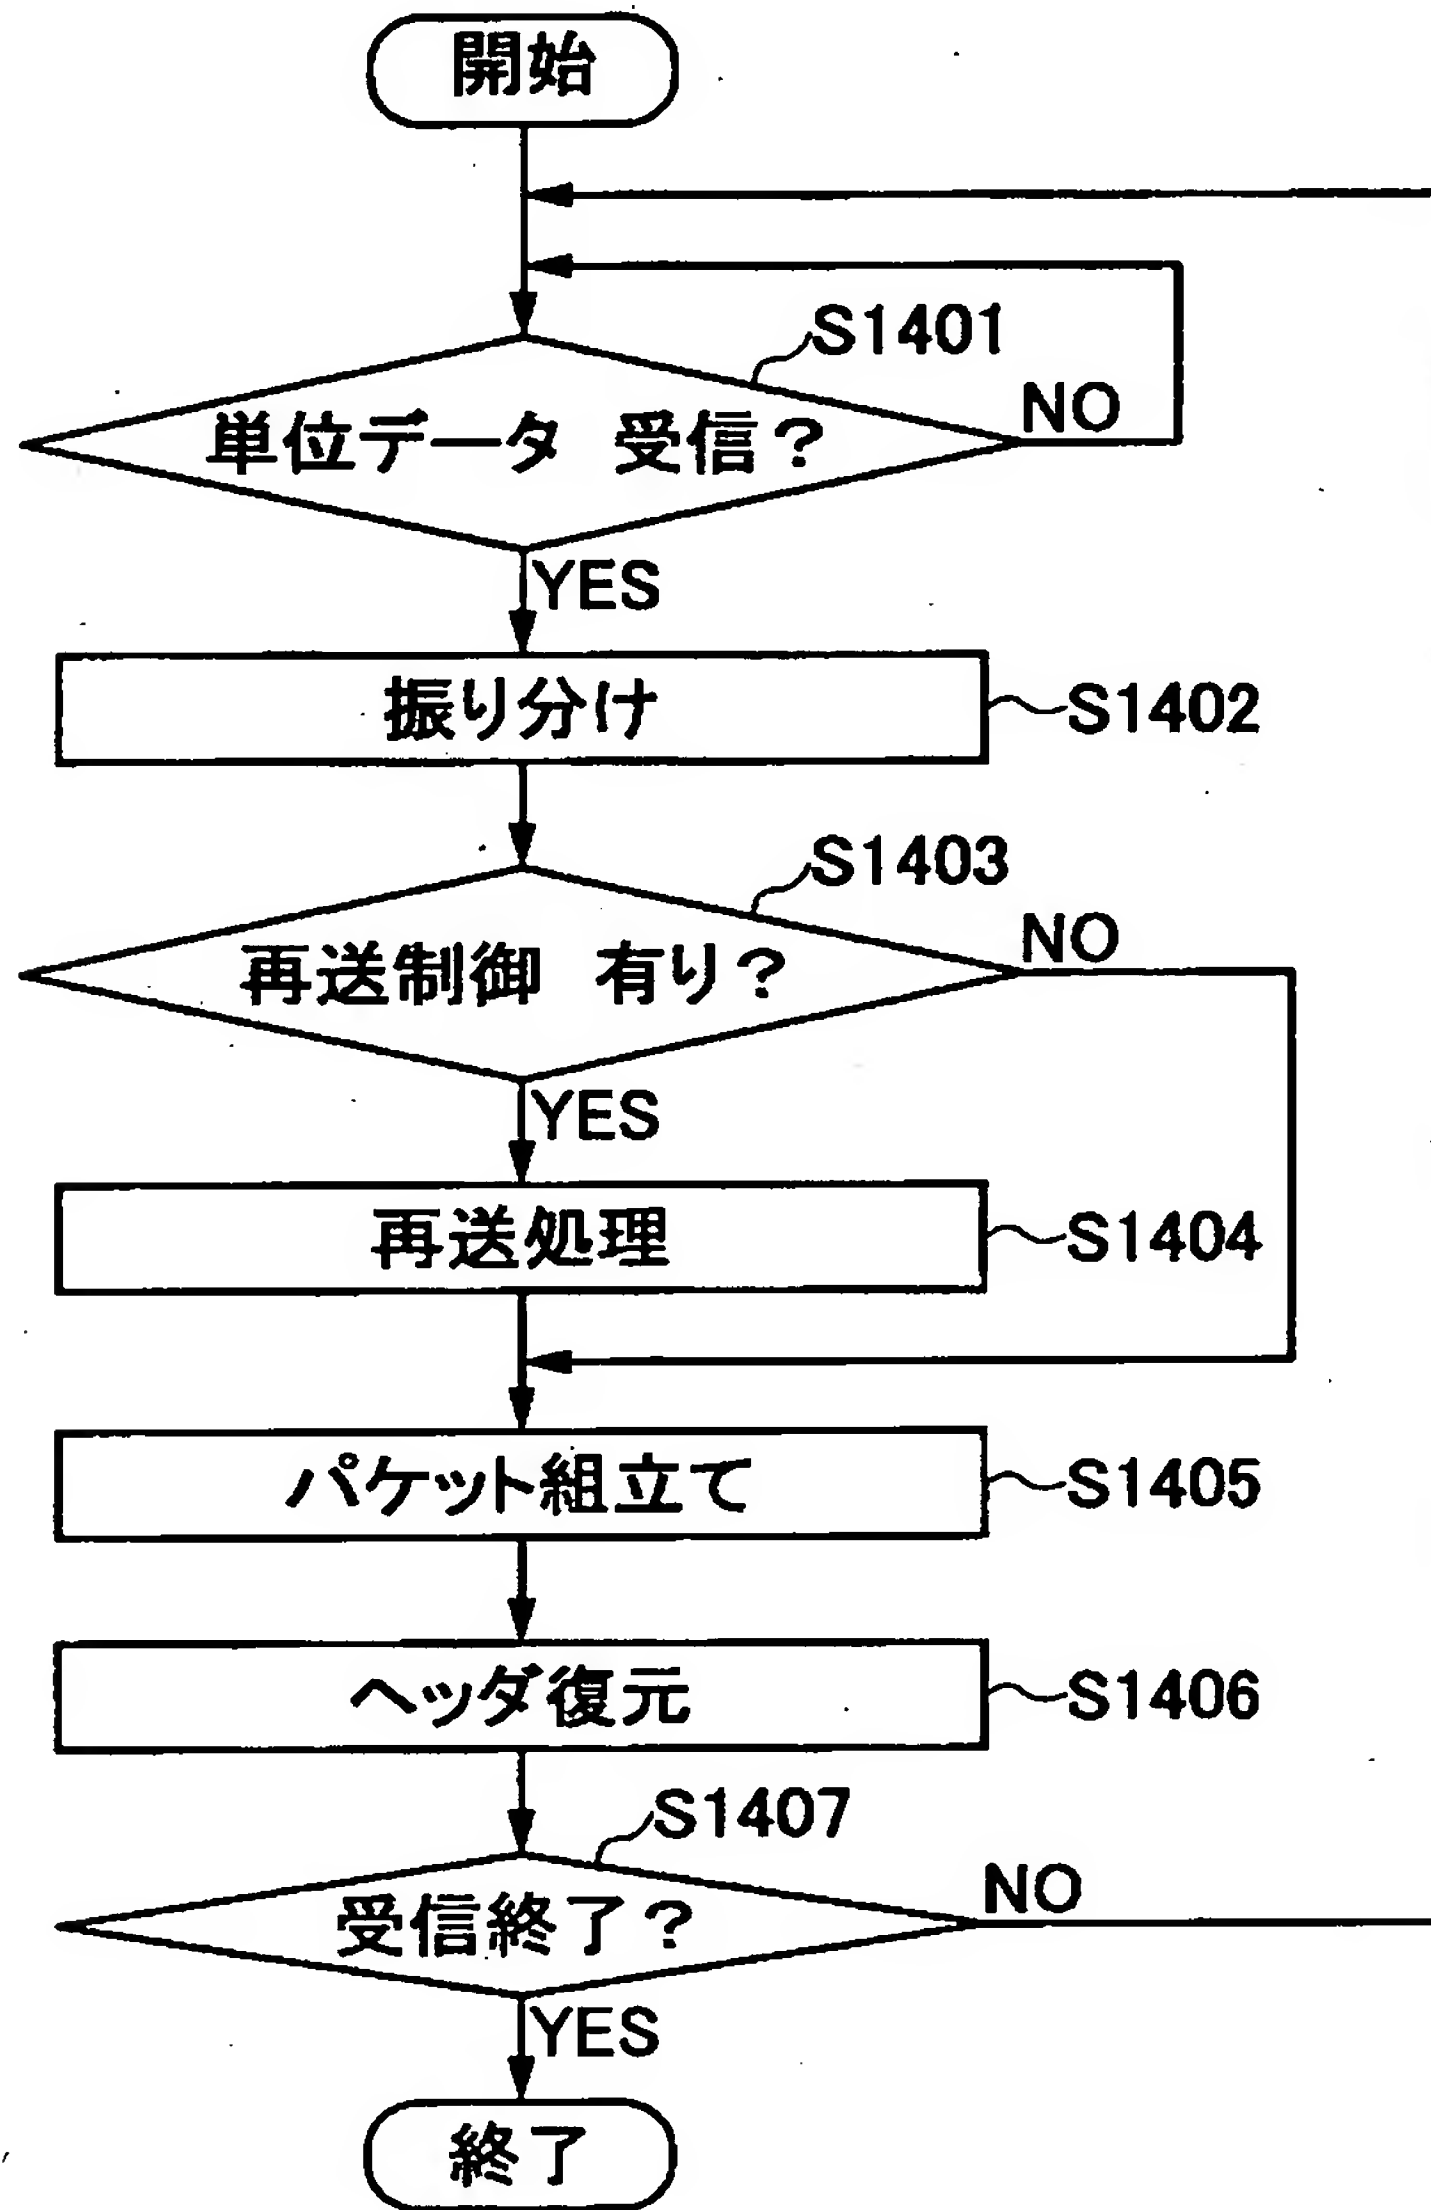 開始
S1401
単位データ 受信?
NO
YES
振り分け
S1402
S1403
再送制御 有り?
NO
YES
再送処理
S1404
パケット組立て
S1405
ヘッダ復元
S1406
S1407
受信終了?
NO
YES
終了